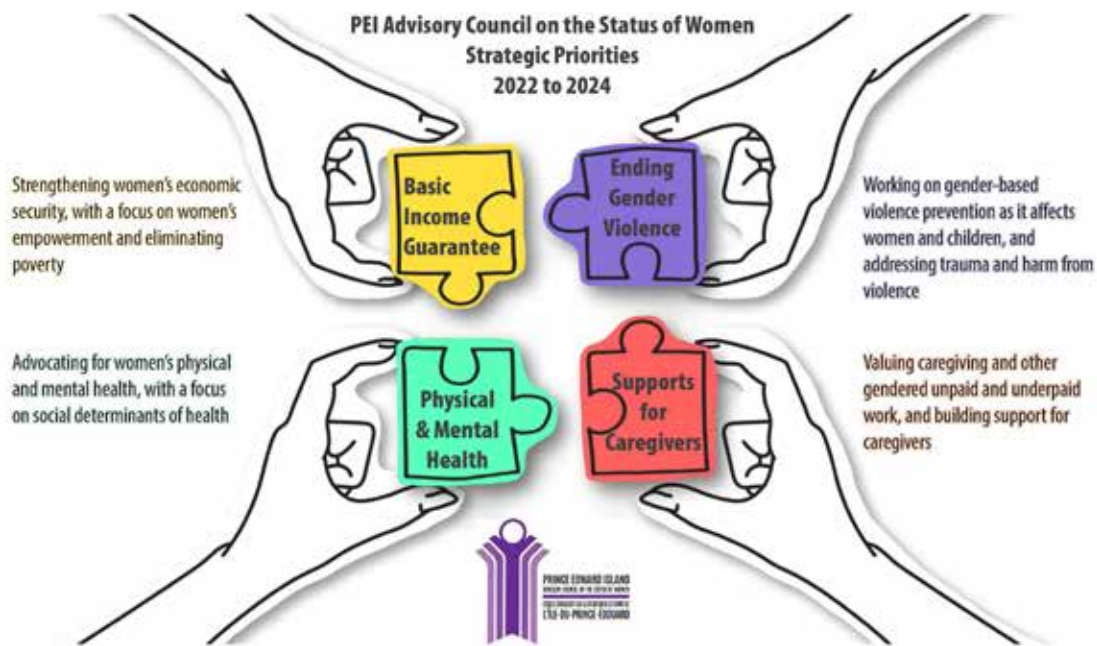 PEI Advisory Council on the Status of Women
Strategic Priorities
2022 to 2024
Strengthening women's economic
security, with a focus on women's
empowerment and eliminating
poverty
Basic
Income
Guarantee
Ending
Gender
Violence
Working on gender-based
violence prevention as it affects
women and children, and
addressing trauma and harm from
violence
Advocating for women's physical
and mental health, with a focus
on social determinants of health
Physical
& Mental
Health
Supports
for
Caregivers
Valuing caregiving and other
gendered unpaid and underpaid
work, and building support for
caregivers
PRINCE EDWARD ISLAND
L'ÎLE-DU-PRINCE-ÉDOUARD